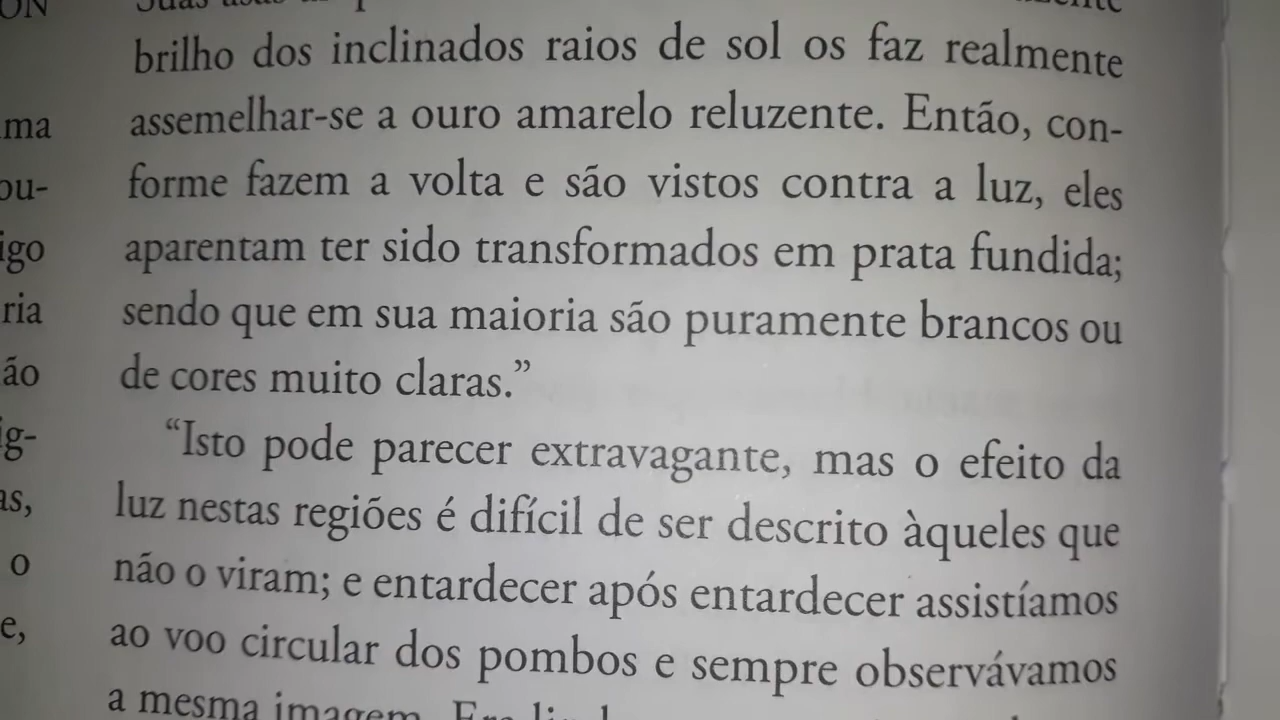 brilho dos inclinados raios de sol os faz realmente
assemelhar-se a ouro amarelo reluzente. Então, con-
forme fazem a volta e são vistos contra a luz, eles
aparentam ter sido transformados em prata fundida;
sendo que em sua maioria são puramente brancos ou
de cores muito claras.”
“Isto pode parecer extravagante, mas o efeito da
luz nestas regiões é difícil de ser descrito àqueles que
não o viram; e entardecer após entardecer assistíamos
ao voo circular dos pombos e sempre observávamos
a mesma imagem.